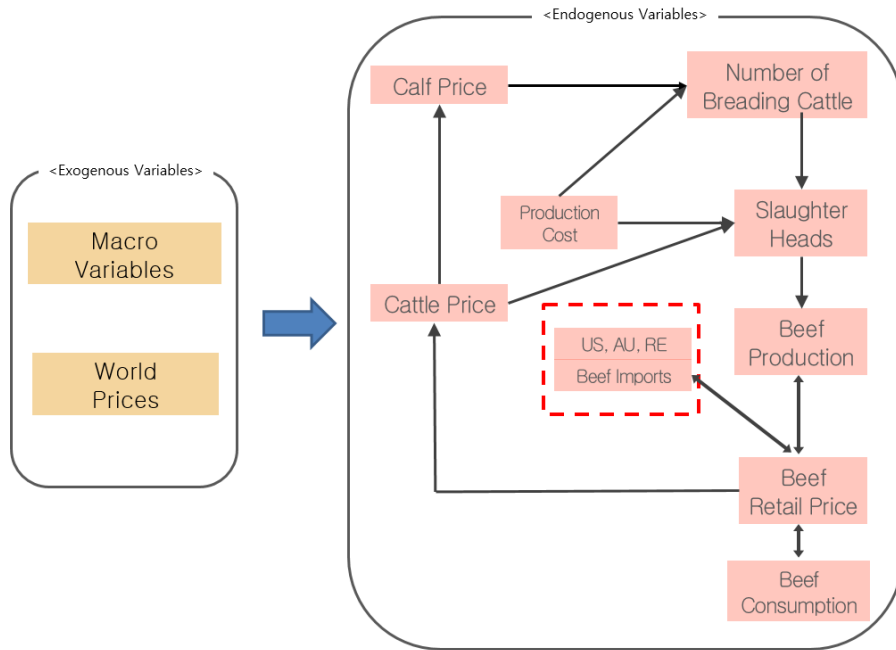 <Endogenous Variables>
Calf Price
Number of
Breading Cattle
<Exogenous Variables>
Macro
Variables
Production
Cost
Slaughter
Heads
Cattle Price
US, AU, RE
Beef Imports
Beef
Production
World
Prices
Beef
Retail Price
Beef
Consumption